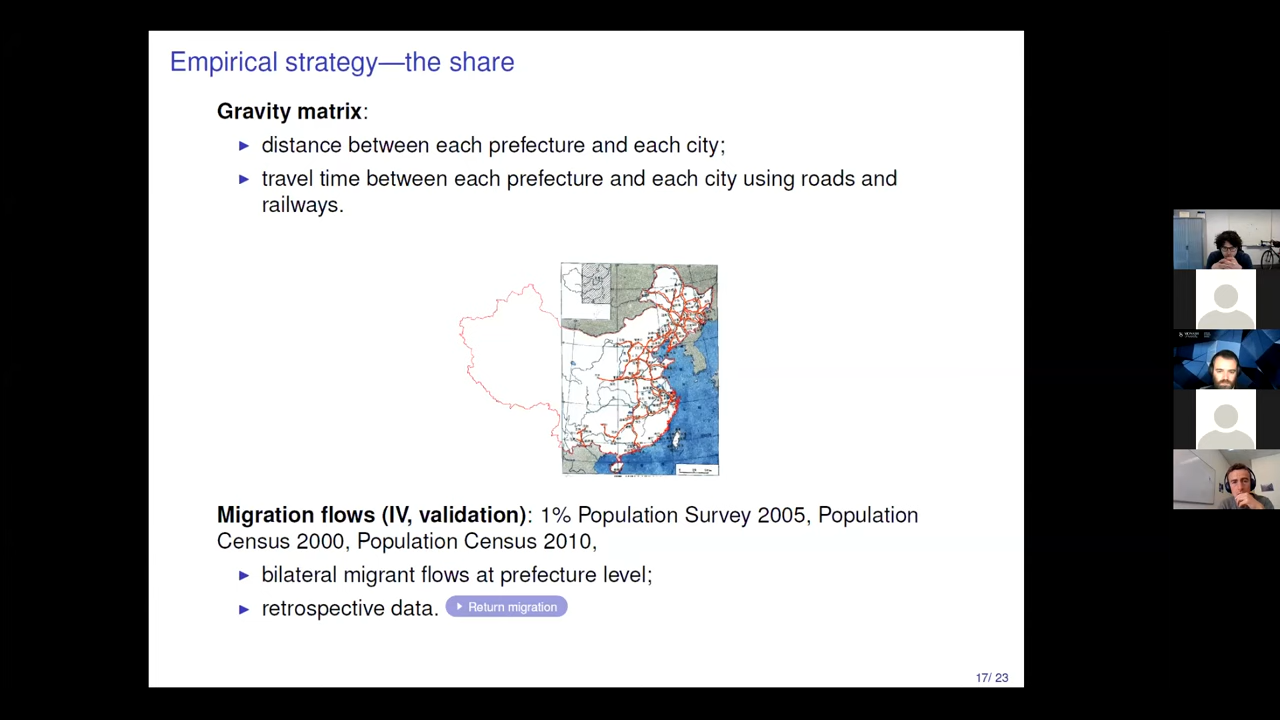 Empirical strategy—the share
Gravity matrix:
▶ distance between each prefecture and each city;
▶ travel time between each prefecture and each city using roads and
railways.
Migration flows (IV, validation): 1% Population Survey 2005, Population
Census 2000, Population Census 2010,
▶ bilateral migrant flows at prefecture level;
▶ retrospective data. ▶ Return migration
17/ 23